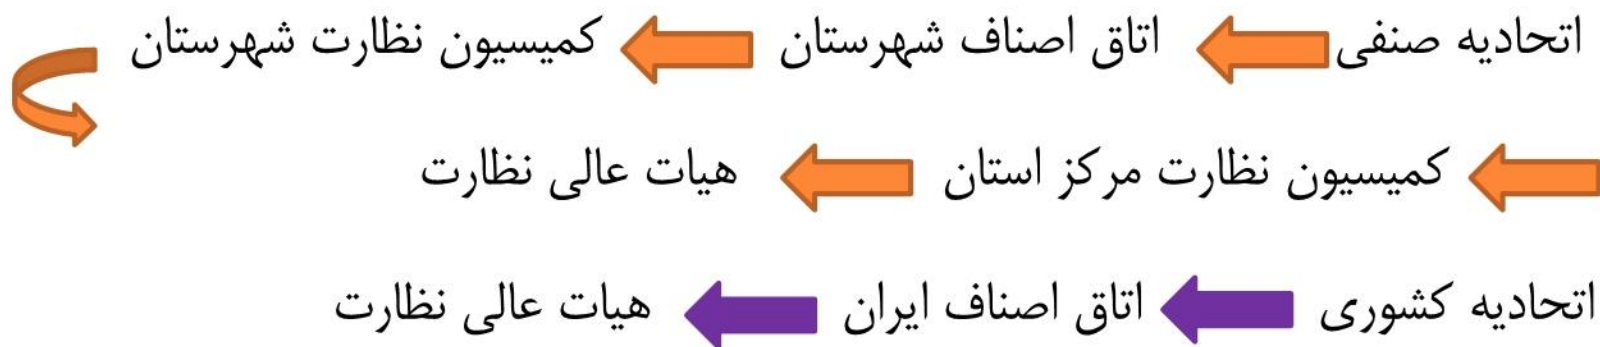 اتحادیه صنفی اتاق اصناف شهرستان کمیسیون نظارت شهرستان
کمیسیون نظارت مرکز استان هیات عالی نظارت
اتحادیه کشوری اتاق اصناف ایران هیات عالی نظارت